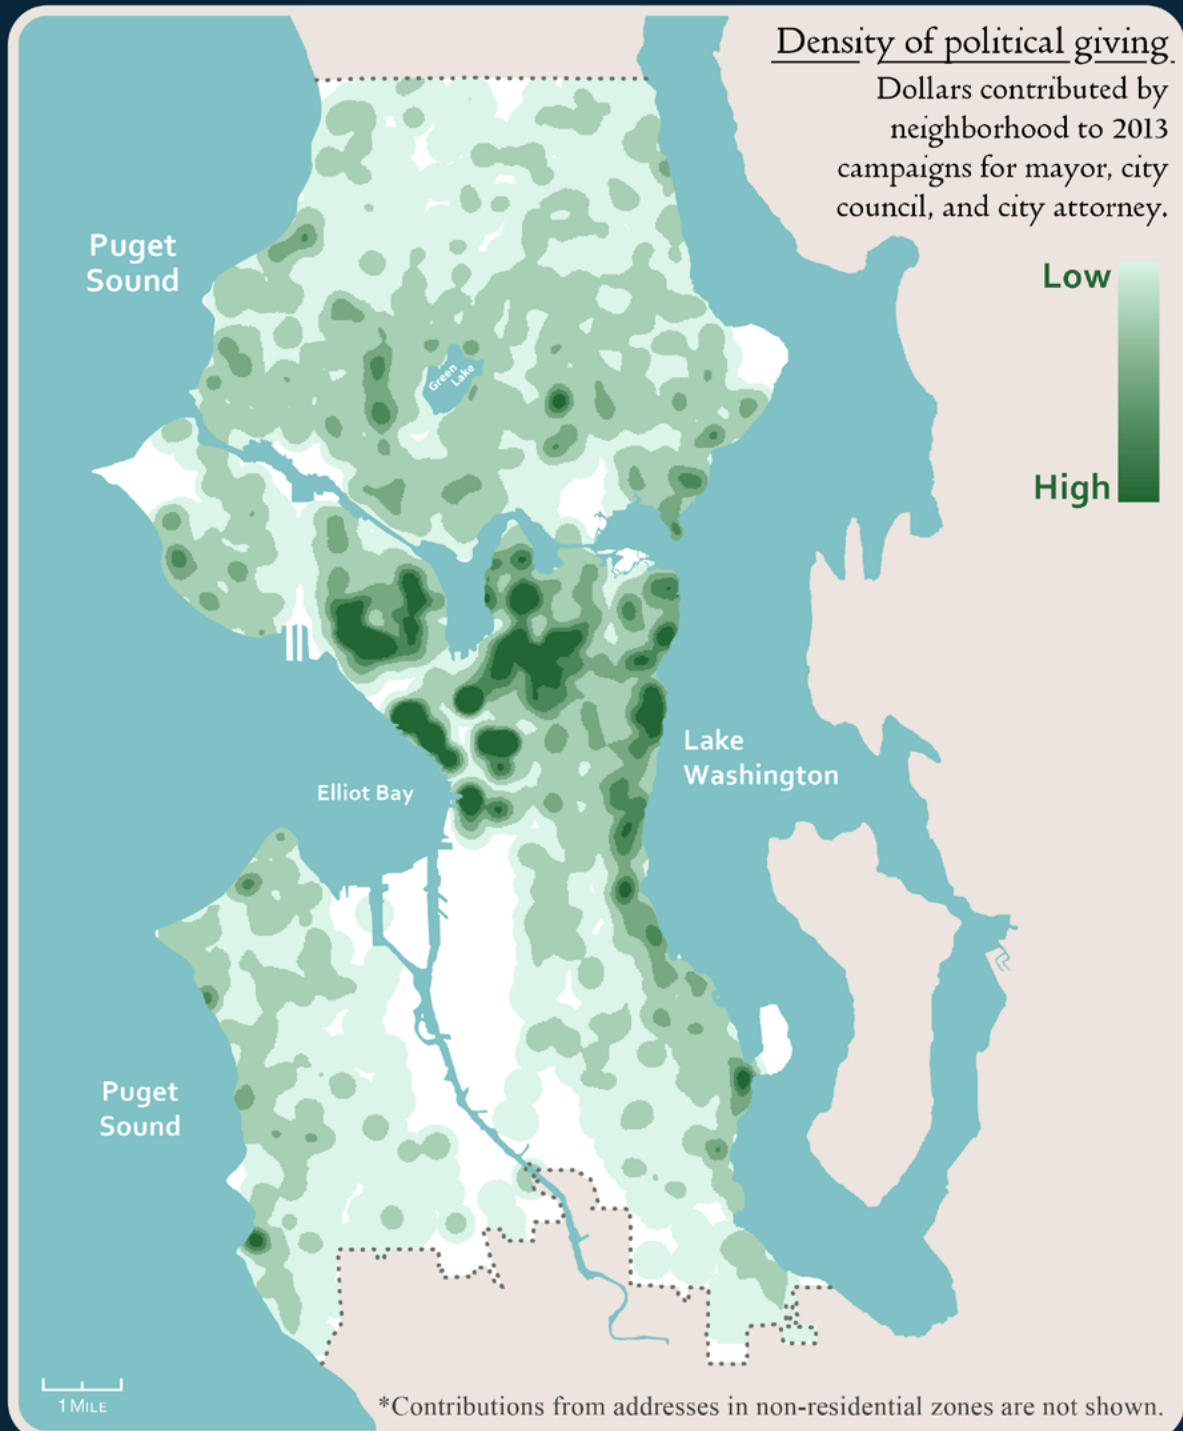 Density of political giving.
Dollars contributed by
neighborhood to 2013
campaigns for mayor, city
council, and city attorney.
Puget
Sound
Low
High
Green
Lake
Lake
Washington
Elliot Bay
Puget
Sound
1 MILE
*Contributions from addresses in non-residential zones are not shown.